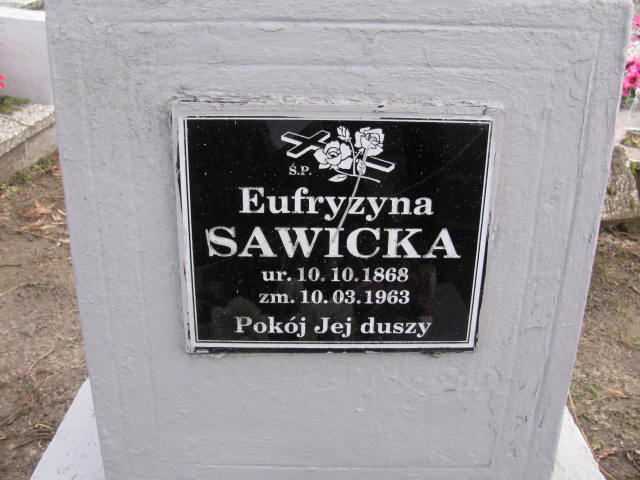 Ś.P.
Eufryzyna
SAWICKA
ur. 10.10.1868
zm. 10.03.1963
Pokój Jej duszy